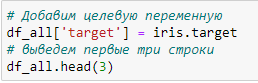 # Добавим целевую переменную
df_all['target'] = iris.target
# выведем первые три строки
df_all.head(3)